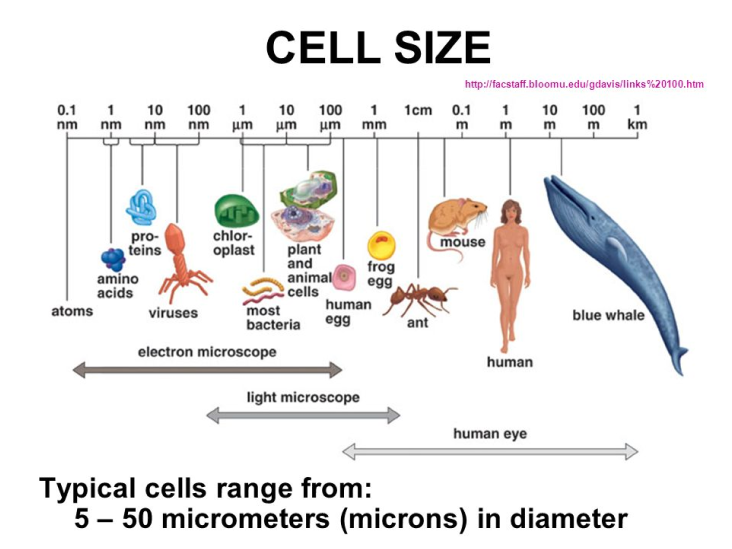 CELL SIZE
http://facstaff.bloomu.edu/gdavis/links%20100.htm
0.1 nm
1 nm
10 nm
100 nm
1 μm
10 μm
100 μm
1 mm
1cm
0.1 m
1 m
10 m
100 m
1 km
pro-
teins
chlor-
oplast
plant
and
animal
cells
frog
egg
mouse
amino
acids
human
egg
atoms
viruses
most
bacteria
ant
blue whale
human
electron microscope
light microscope
human eye
Typical cells range from:
5 – 50 micrometers (microns) in diameter